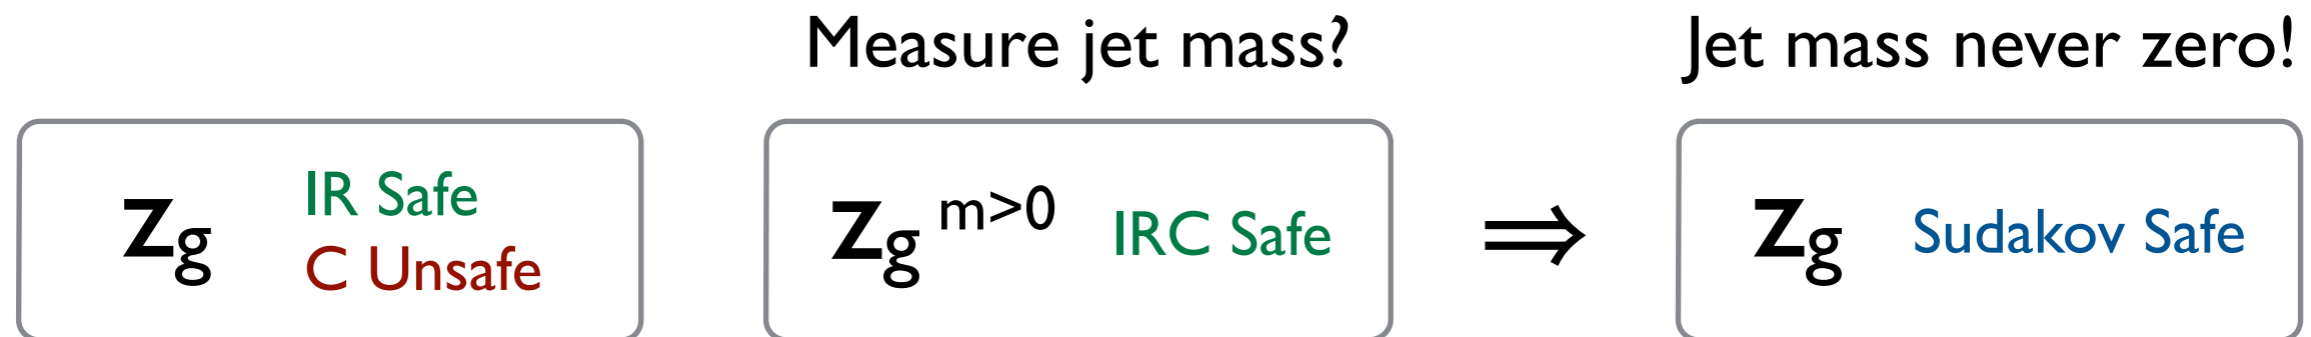 Measure jet mass?
Jet mass never zero!
zg
IR Safe
C Unsafe
zg m>0
IRC Safe
⇒
zg
Sudakov Safe